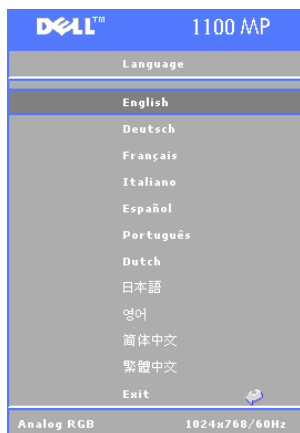 DELL™ 1100 MP
Language
English
Deutsch
Français
Italiano
Español
Português
Dutch
日本語
영어
简体中文
繁體中文
Exit
Analog RGB 1024x768/60Hz